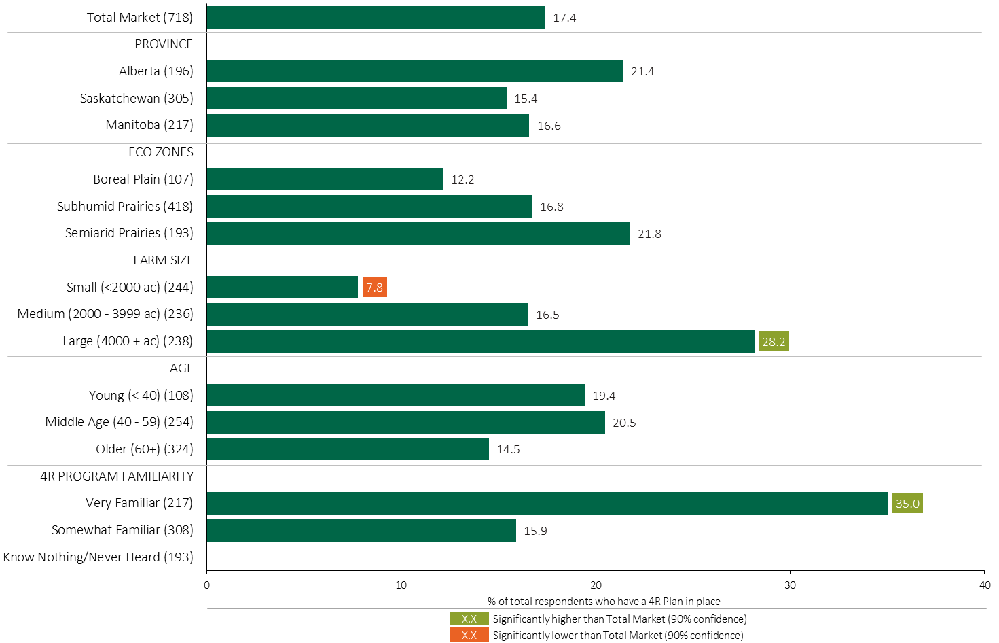 Total Market (718) 17.4
PROVINCE
Alberta (196) 21.4
Saskatchewan (305) 15.4
Manitoba (217) 16.6
ECO ZONES
Boreal Plain (107) 12.2
Subhumid Prairies (418) 16.8
Semiarid Prairies (193) 21.8
FARM SIZE
Small (<2000 ac) (244) 7.8
Medium (2000 - 3999 ac) (236) 16.5
Large (4000 + ac) (238) 28.2
AGE
Young (< 40) (108) 19.4
Middle Age (40 - 59) (254) 20.5
Older (60+) (324) 14.5
4R PROGRAM FAMILIARITY
Very Familiar (217) 35.0
Somewhat Familiar (308) 15.9
Know Nothing/Never Heard (193)
0 10 20 30 40
% of total respondents who have a 4R Plan in place
X.X Significantly higher than Total Market (90% confidence)
X.X Significantly lower than Total Market (90% confidence)